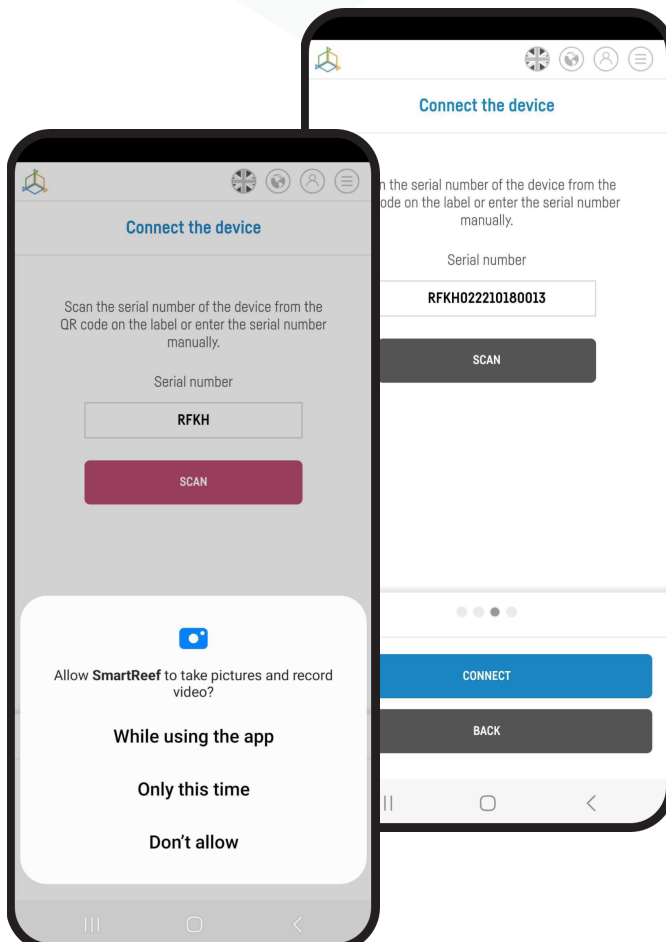 Connect the device
Scan the serial number of the device from the
QR code on the label or enter the serial number
manually.
Serial number
RFKH
SCAN
Allow SmartReef to take pictures and record
video?
While using the app
Only this time
Don't allow
Connect the device
n the serial number of the device from the
ode on the label or enter the serial number
manually.
Serial number
RFKH022210180013
SCAN
CONNECT
BACK